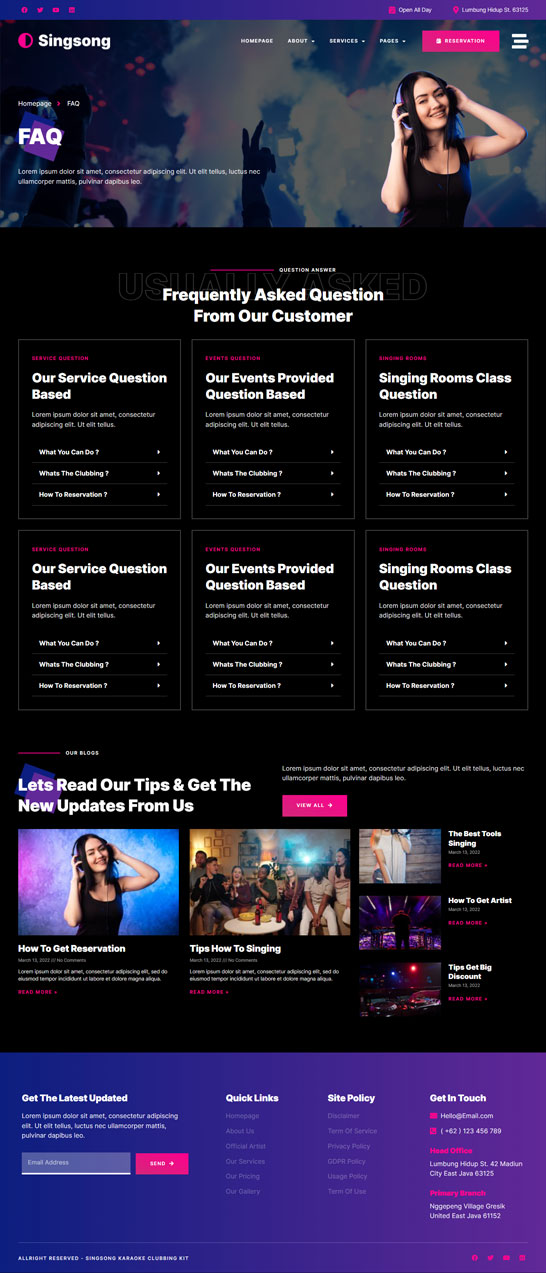 Open All Day
Lumbung Hidup St. 63125
Singsong
HOMEPAGE
ABOUT
SERVICES
PAGES
RESERVATION
Homepage
FAQ
FAQ
Lorem ipsum dolor sit amet, consectetur adipiscing elit. Ut elit tellus, luctus nec
ullamcorper mattis, pulvinar dapibus leo.
QUESTION ANSWER
USUALLY ASKED
Frequently Asked Question
From Our Customer
SERVICE QUESTION
Our Service Question
Based
Lorem ipsum dolor sit amet, consectetur
adipiscing elit. Ut elit tellus.
What You Can Do ?
Whats The Clubbing ?
How To Reservation ?
EVENTS QUESTION
Our Events Provided
Question Based
Lorem ipsum dolor sit amet, consectetur
adipiscing elit. Ut elit tellus.
What You Can Do ?
Whats The Clubbing ?
How To Reservation ?
SINGING ROOMS
Singing Rooms Class
Question
Lorem ipsum dolor sit amet, consectetur
adipiscing elit. Ut elit tellus.
What You Can Do ?
Whats The Clubbing ?
How To Reservation ?
SERVICE QUESTION
Our Service Question
Based
Lorem ipsum dolor sit amet, consectetur
adipiscing elit. Ut elit tellus.
What You Can Do ?
Whats The Clubbing ?
How To Reservation ?
EVENTS QUESTION
Our Events Provided
Question Based
Lorem ipsum dolor sit amet, consectetur
adipiscing elit. Ut elit tellus.
What You Can Do ?
Whats The Clubbing ?
How To Reservation ?
SINGING ROOMS
Singing Rooms Class
Question
Lorem ipsum dolor sit amet, consectetur
adipiscing elit. Ut elit tellus.
What You Can Do ?
Whats The Clubbing ?
How To Reservation ?
OUR BLOGS
Lets Read Our Tips & Get The
New Updates From Us
Lorem ipsum dolor sit amet, consectetur adipiscing elit. Ut elit tellus, luctus nec
ullamcorper mattis, pulvinar dapibus leo.
VIEW ALL
How To Get Reservation
March 13, 2022 /// No Comments
Lorem ipsum dolor sit amet, consectetur adipiscing elit, sed do
eiusmod tempor incididunt ut labore et dolore magna aliqua.
READ MORE »
Tips How To Singing
March 13, 2022 /// No Comments
Lorem ipsum dolor sit amet, consectetur adipiscing elit, sed do
eiusmod tempor incididunt ut labore et dolore magna aliqua.
READ MORE »
The Best Tools
Singing
March 13, 2022
READ MORE »
How To Get Artist
March 13, 2022
READ MORE »
Tips Get Big
Discount
March 13, 2022
READ MORE »
Get The Latest Updated
Lorem ipsum dolor sit amet, consectetur adipiscing
elit. Ut elit tellus, luctus nec ullamcorper mattis,
pulvinar dapibus leo.
Email Address
SEND
Quick Links
Homepage
About Us
Official Artist
Our Services
Our Pricing
Our Gallery
Site Policy
Disclaimer
Term Of Service
Privacy Policy
GDPR Policy
Usage Policy
Term Of Use
Get In Touch
Hello@Email.com
( +62 ) 123 456 789
Head Office
Lumbung Hidup St. 42 Madiun
City East Java 63125
Primary Branch
Nggepeng Village Gresik
United East Java 61152
ALLRIGHT RESERVED - SINGSONG KARAOKE CLUBBING KIT